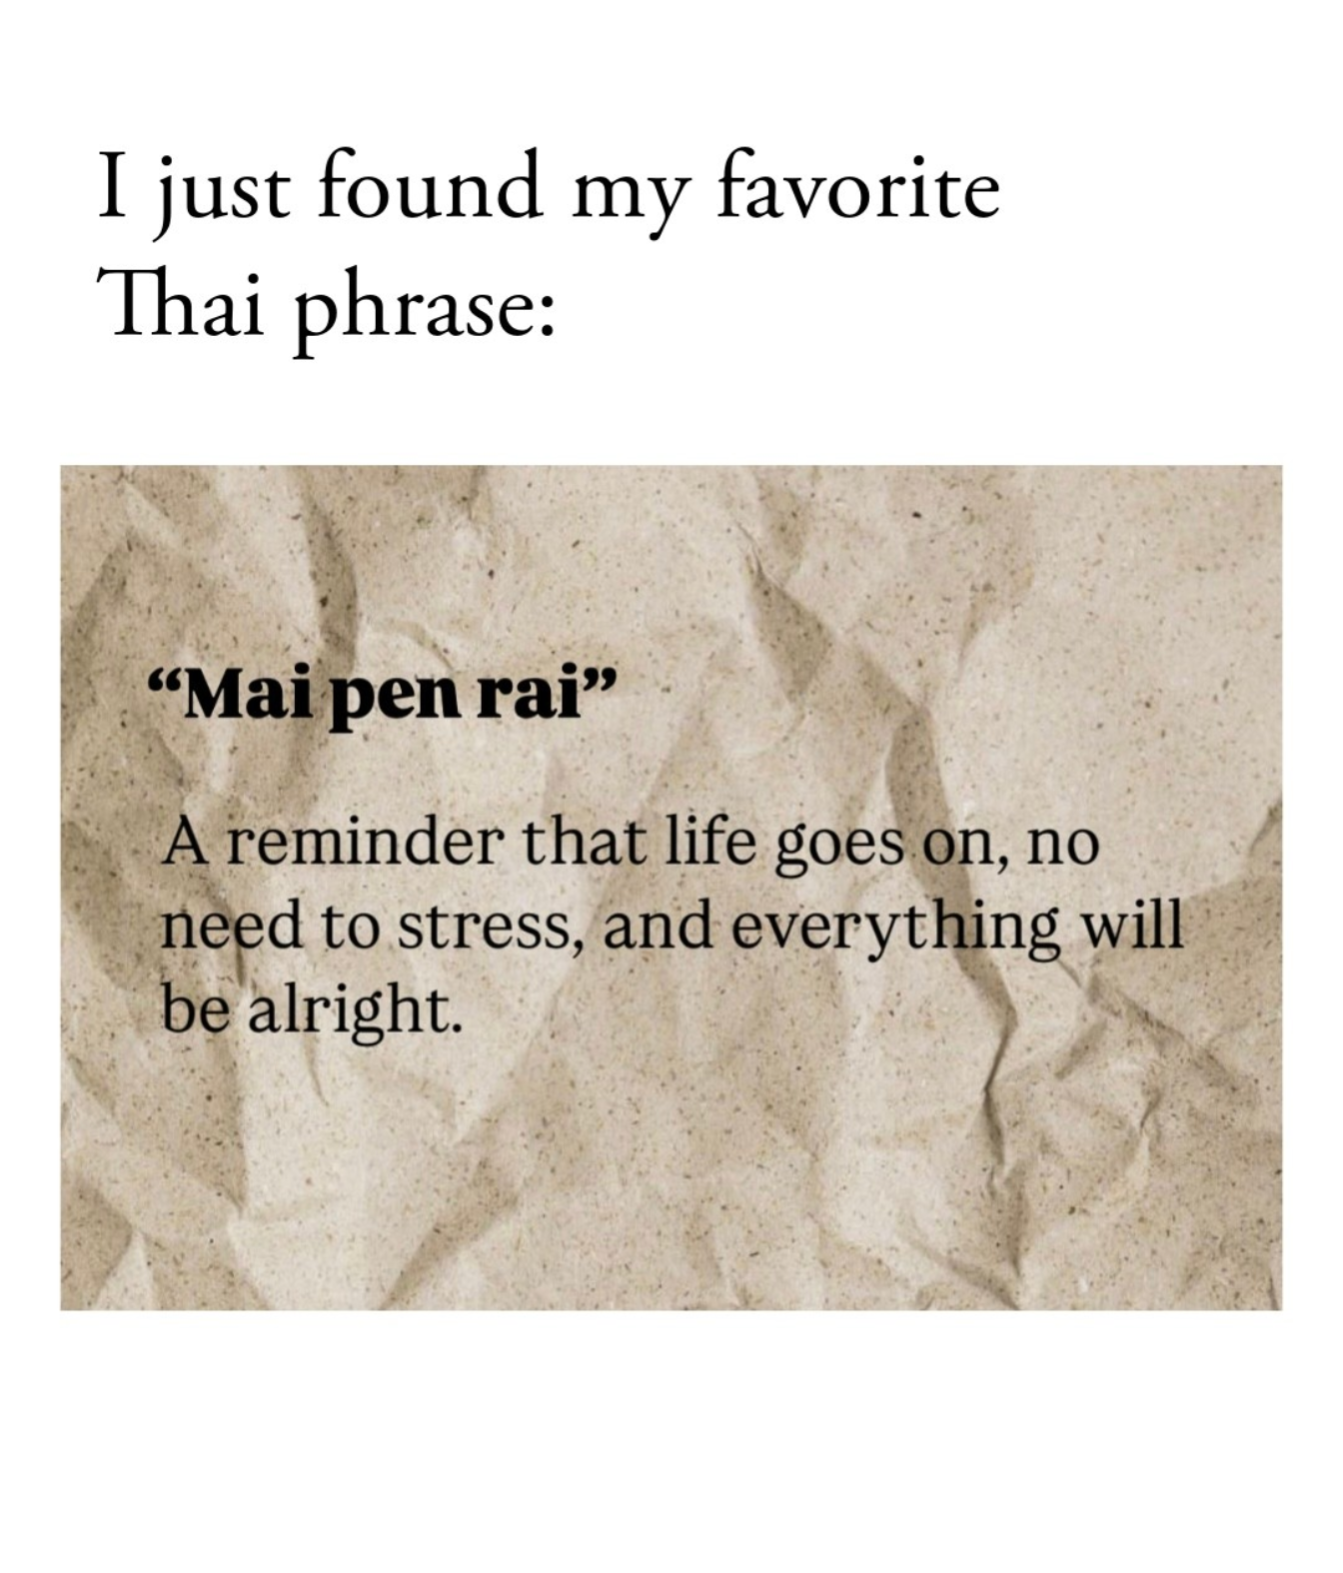 I just found my favorite
Thai phrase:
“Mai pen rai”
A reminder that life goes on, no
need to stress, and everything will
be alright.